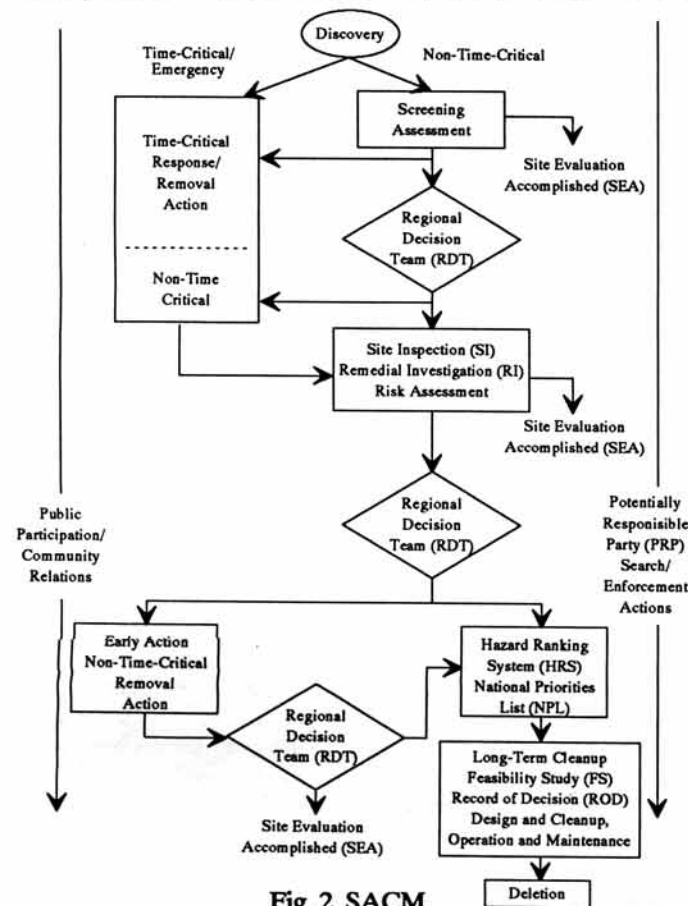 Discovery
Time-Critical/
Emergency
Non-Time-Critical
Screening
Assessment
Time-Critical
Response/
Removal
Action
Site Evaluation
Accomplished (SEA)
Regional
Decision
Team (RDT)
Non-Time
Critical
Site Inspection (SI)
Remedial Investigation (RI)
Risk Assessment
Site Evaluation
Accomplished (SEA)
Regional
Decision
Team (RDT)
Public
Participation/
Community
Relations
Potentially
Responisible
Party (PRP)
Search/
Enforcement
Actions
Early Action
Non-Time-Critical
Removal
Action
Hazard Ranking
System (HRS)
National Priorities
List (NPL)
Regional
Decision
Team (RDT)
Long-Term Cleanup
Feasibility Study (FS)
Record of Decision (ROD)
Design and Cleanup,
Operation and Maintenance
Site Evaluation
Accomplished (SEA)
Deletion
Fig. 2 SACM